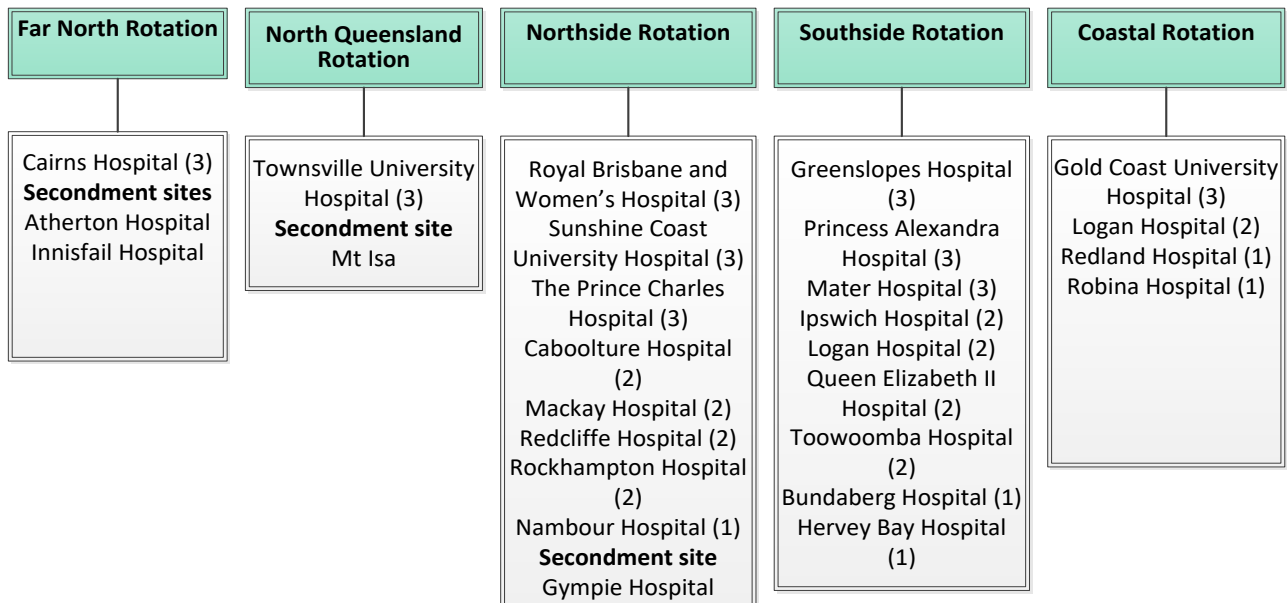 Far North Rotation
Cairns Hospital (3)
Secondment sites
Atherton Hospital
Innisfail Hospital
North Queensland
Rotation
Townsville University
Hospital (3)
Secondment site
Mt Isa
Northside Rotation
Royal Brisbane and
Women’s Hospital (3)
Sunshine Coast
University Hospital (3)
The Prince Charles
Hospital (3)
Caboolture Hospital
(2)
Mackay Hospital (2)
Redcliffe Hospital (2)
Rockhampton Hospital
(2)
Nambour Hospital (1)
Secondment site
Gympie Hospital
Southside Rotation
Greenslopes Hospital
(3)
Princess Alexandra
Hospital (3)
Mater Hospital (3)
Ipswich Hospital (2)
Logan Hospital (2)
Queen Elizabeth II
Hospital (2)
Toowoomba Hospital
(2)
Bundaberg Hospital (1)
Hervey Bay Hospital
(1)
Coastal Rotation
Gold Coast University
Hospital (3)
Logan Hospital (2)
Redland Hospital (1)
Robina Hospital (1)